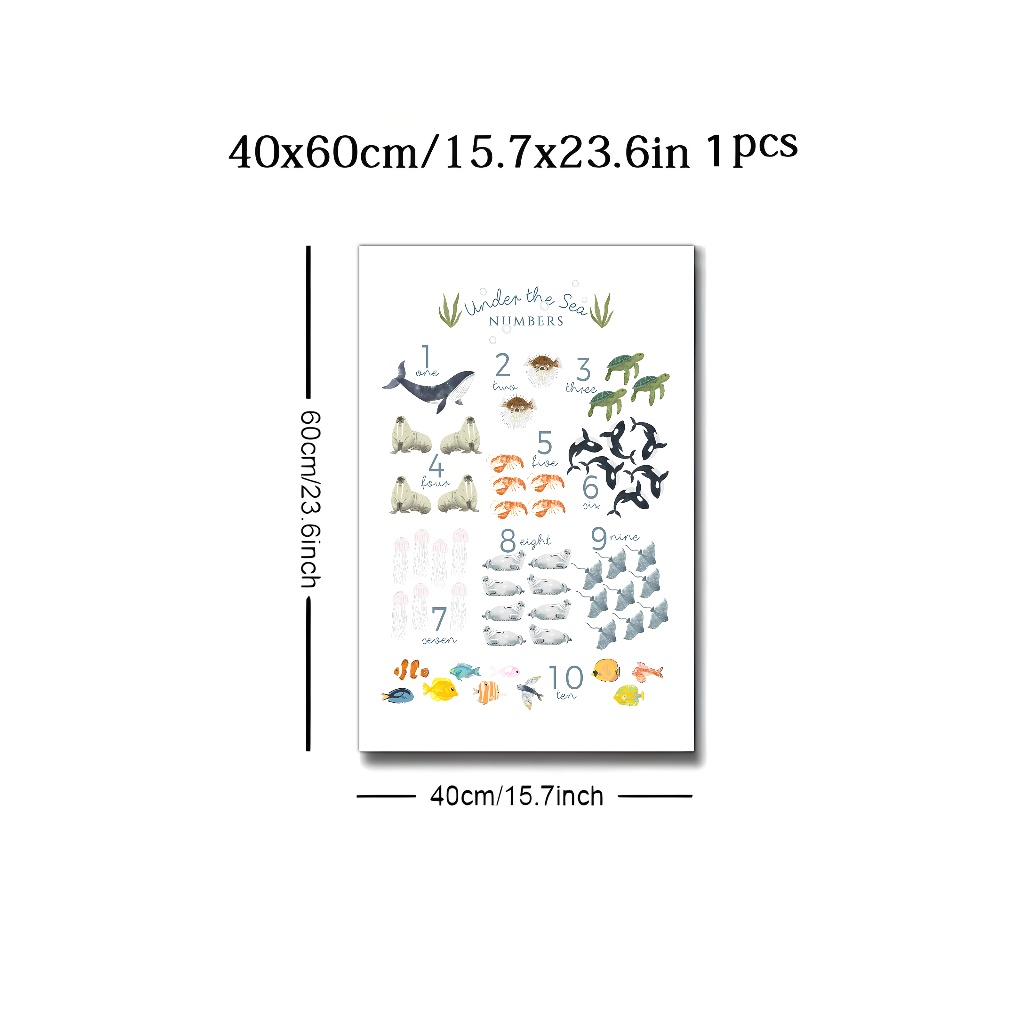 40x60cm/15.7x23.6in 1pcs
Under the Sea
NUMBERS
1
one
2
two
3
three
4
four
5
five
6
six
7
seven
8 eight
9 nine
10
ten
60cm/23.6inch
40cm/15.7inch